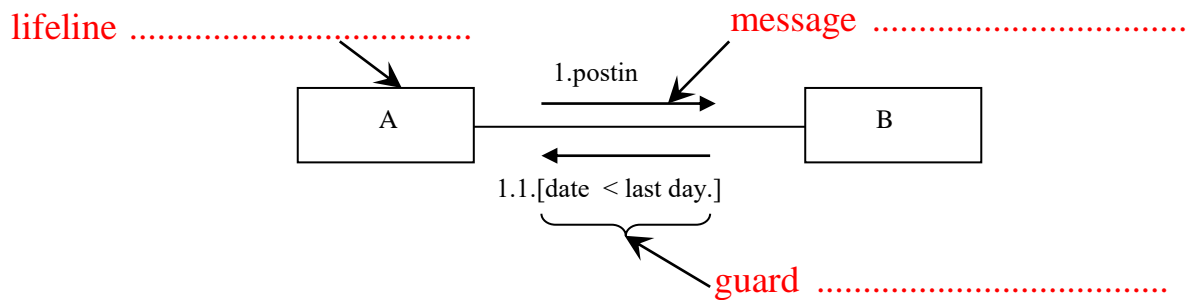 lifeline .....................................
message ..................................
1.postin
A
B
1.1.[date < last day.]
guard ......................................